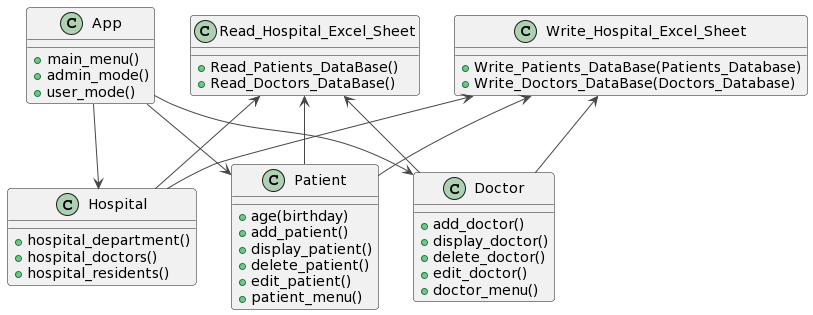 C App
main_menu()
admin_mode()
user_mode()
C Read_Hospital_Excel_Sheet
Read_Patients_DataBase()
Read_Doctors_DataBase()
C Write_Hospital_Excel_Sheet
Write_Patients_DataBase(Patients_Database)
Write_Doctors_DataBase(Doctors_Database)
C Hospital
hospital_department()
hospital_doctors()
hospital_residents()
C Patient
age(birthday)
add_patient()
display_patient()
delete_patient()
edit_patient()
patient_menu()
C Doctor
add_doctor()
display_doctor()
delete_doctor()
edit_doctor()
doctor_menu()